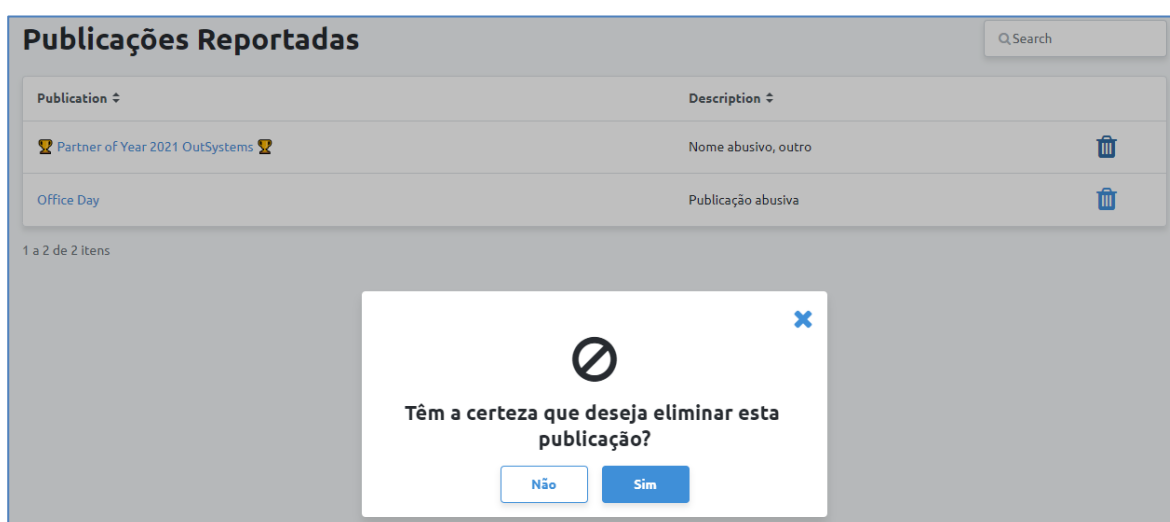 Publicações Reportadas
Search
Publication Description
🏆 Partner of Year 2021 OutSystems 🏆 Nome abusivo, outro
Office Day Publicação abusiva
1 a 2 de 2 itens
Têm a certeza que deseja eliminar esta
publicação?
Não Sim